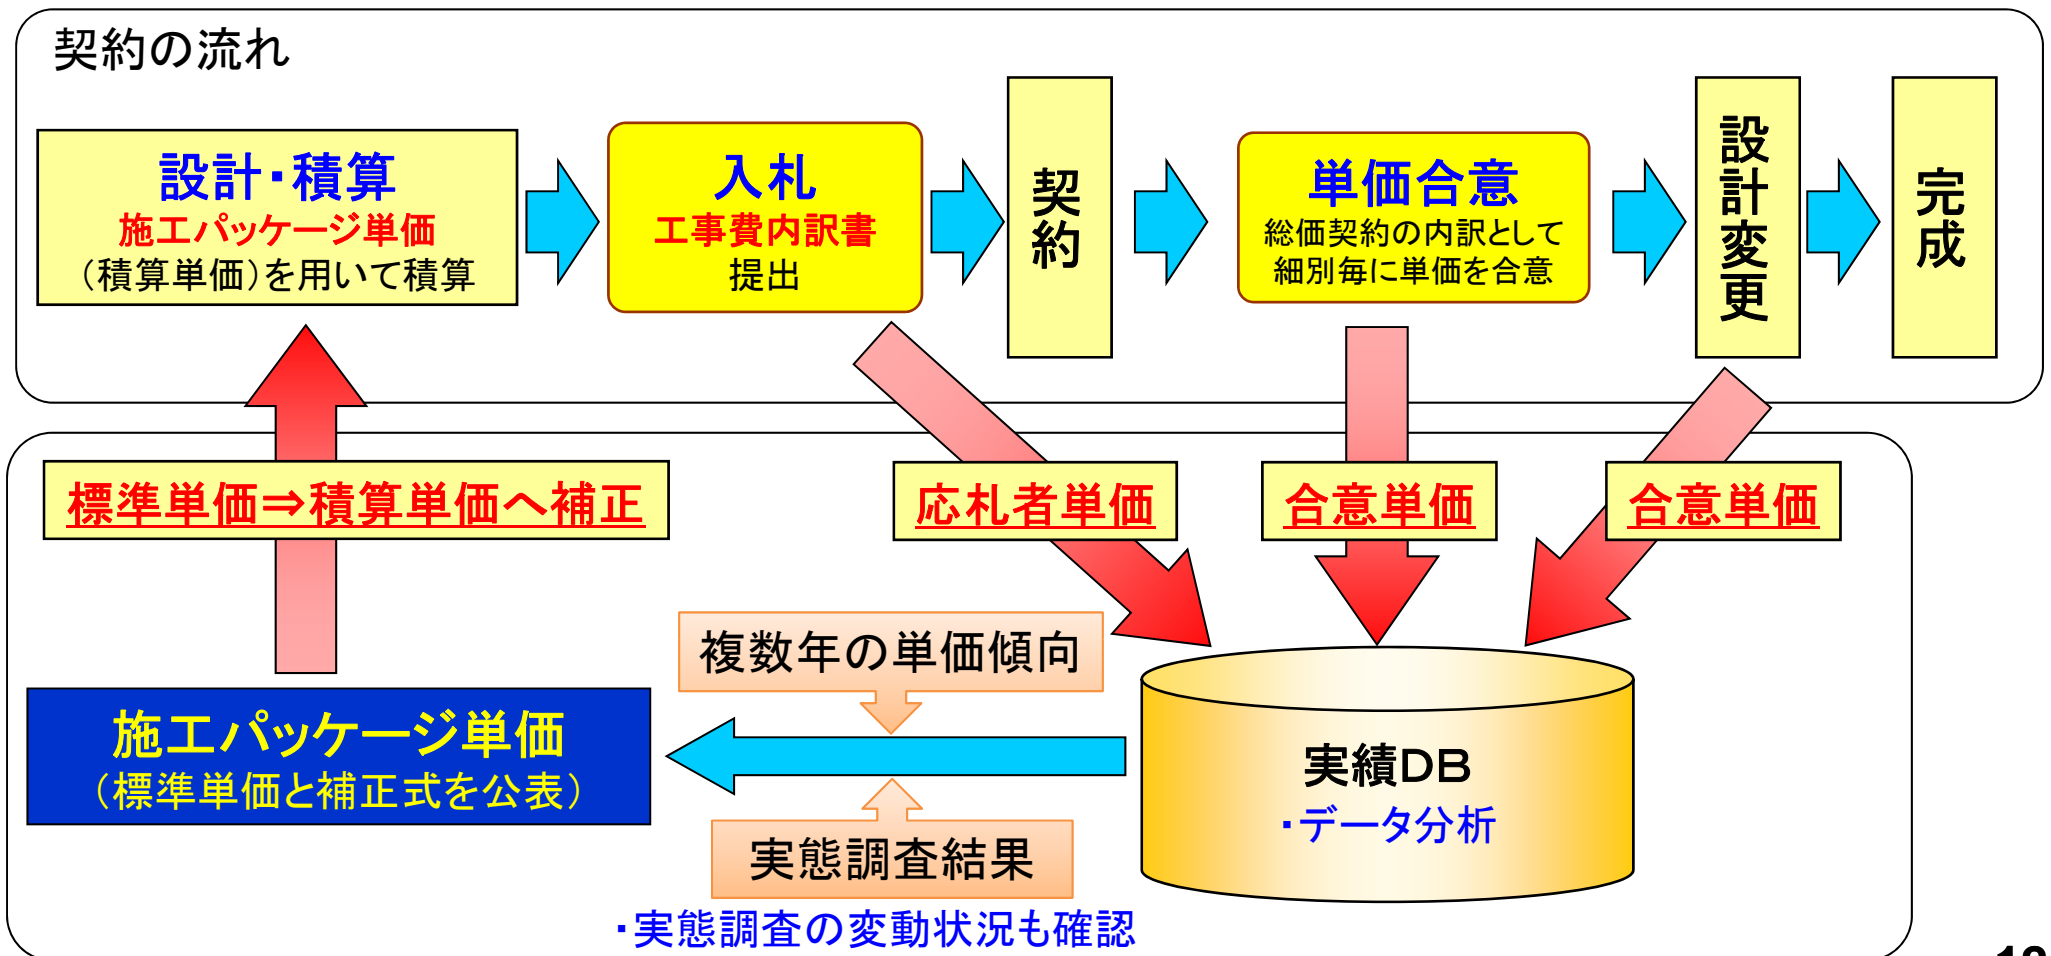 契約の流れ
設計・積算
施工パッケージ単価
（積算単価）を用いて積算
入札
工事費内訳書
提出
契約
単価合意
総価契約の内訳として
細別毎に単価を合意
設計変更
完成
標準単価⇒積算単価へ補正
応札者単価
合意単価
合意単価
複数年の単価傾向
施工パッケージ単価
（標準単価と補正式を公表）
実績DB
・データ分析
実態調査結果
・実態調査の変動状況も確認